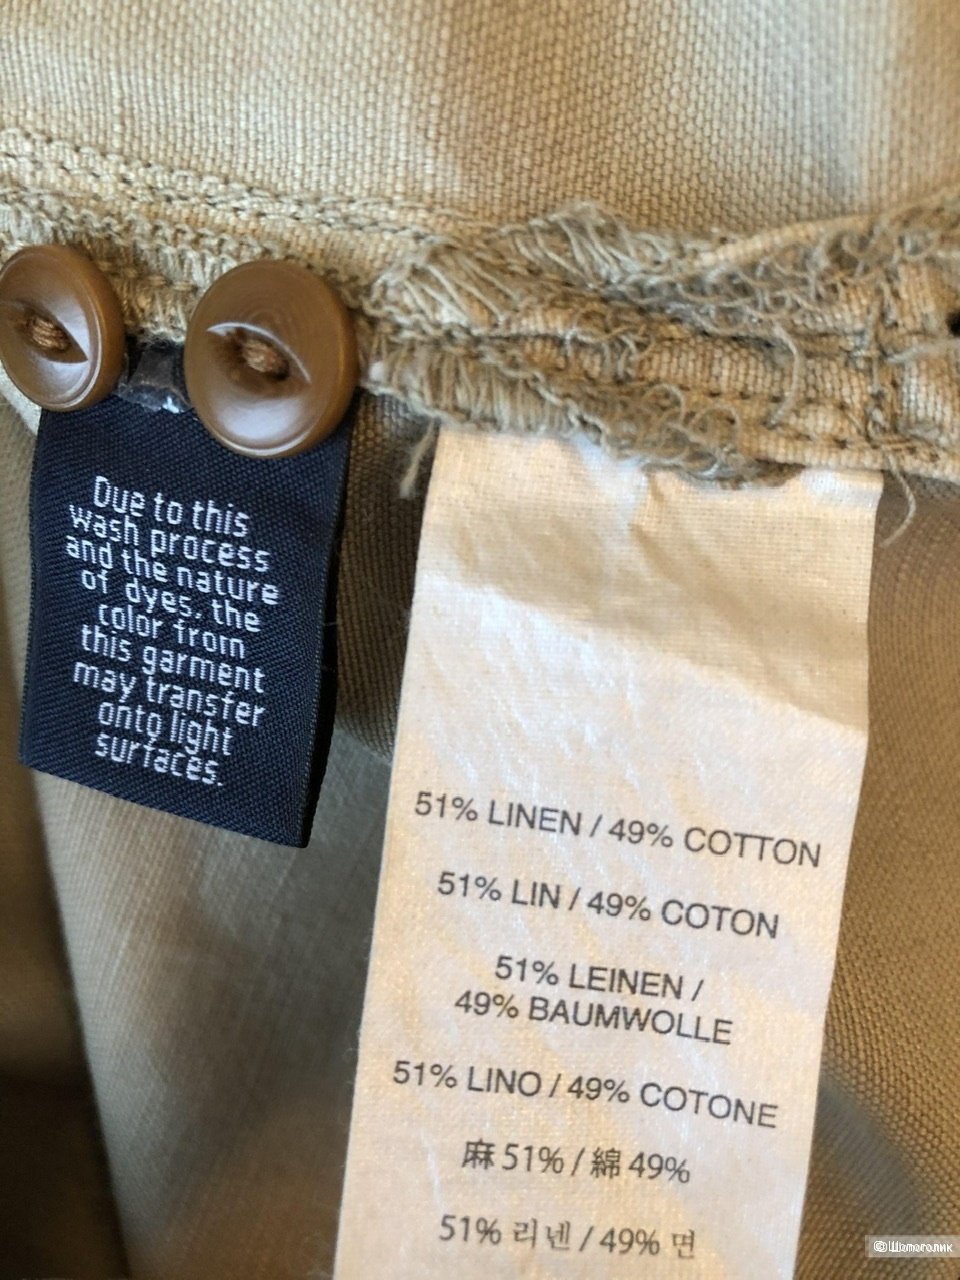 Due to this
wash process
and the nature
of dyes, the
color from
this garment
may transfer
onto light
surfaces.
51% LINEN / 49% COTTON
51% LIN / 49% COTON
51% LEINEN /
49% BAUMWOLLE
51% LINO / 49% COTONE
麻 51% / 綿 49%
51% 리넨 / 49% 면
© Шопоголик